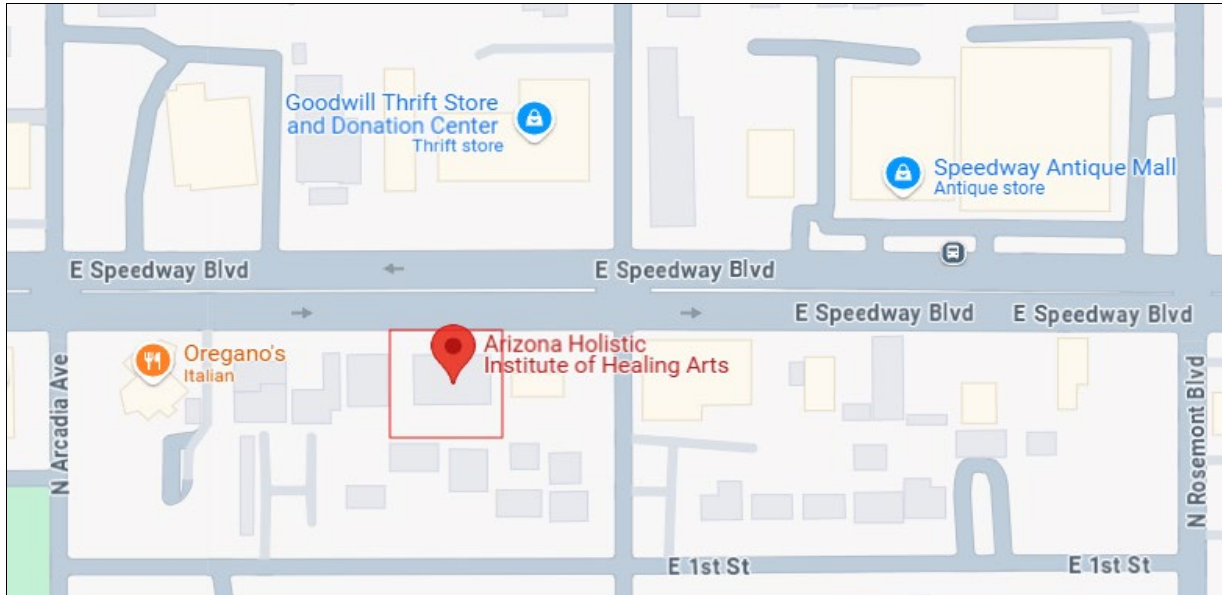 Goodwill Thrift Store
and Donation Center
Thrift store
Speedway Antique Mall
Antique store
E Speedway Blvd
E Speedway Blvd
E Speedway Blvd
E Speedway Blvd
Oregano's
Italian
Arizona Holistic
Institute of Healing Arts
N Arcadia Ave
N Rosemont Blvd
E 1st St
E 1st St